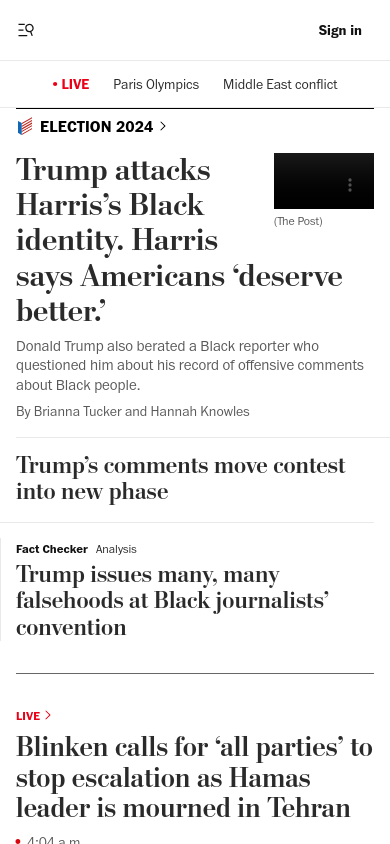 Sign in
LIVE
Paris Olympics
Middle East conflict
ELECTION 2024
Trump attacks
Harris’s Black
identity. Harris
says Americans ‘deserve
better.’
(The Post)
Donald Trump also berated a Black reporter who
questioned him about his record of offensive comments
about Black people.
By Brianna Tucker and Hannah Knowles
Trump’s comments move contest
into new phase
Fact Checker Analysis
Trump issues many, many
falsehoods at Black journalists’
convention
LIVE
Blinken calls for ‘all parties’ to
stop escalation as Hamas
leader is mourned in Tehran
4:04 a.m.